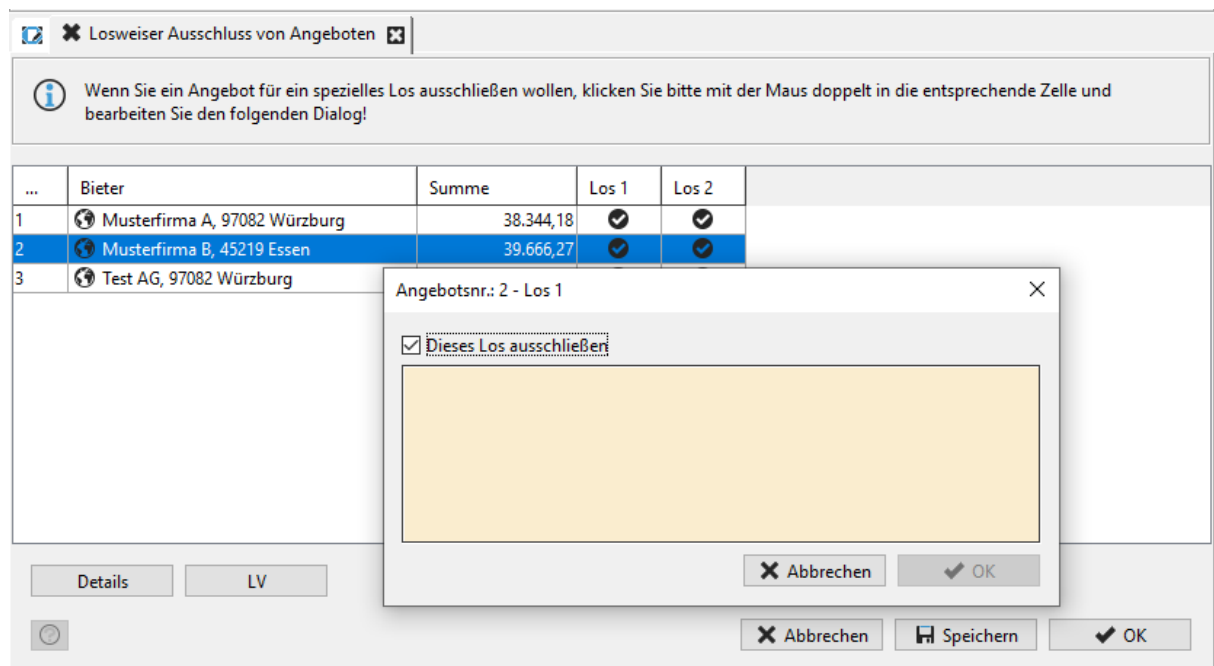 Losweiser Ausschluss von Angeboten
Wenn Sie ein Angebot für ein spezielles Los ausschließen wollen, klicken Sie bitte mit der Maus doppelt in die entsprechende Zelle und
bearbeiten Sie den folgenden Dialog!
... Bieter Summe Los 1 Los 2
1 Musterfirma A, 97082 Würzburg 38.344,18
2 Musterfirma B, 45219 Essen 39.666,27
3 Test AG, 97082 Würzburg
Angebotsnr.: 2 - Los 1
Dieses Los ausschließen
Abbrechen OK
Details LV
? Abbrechen Speichern OK